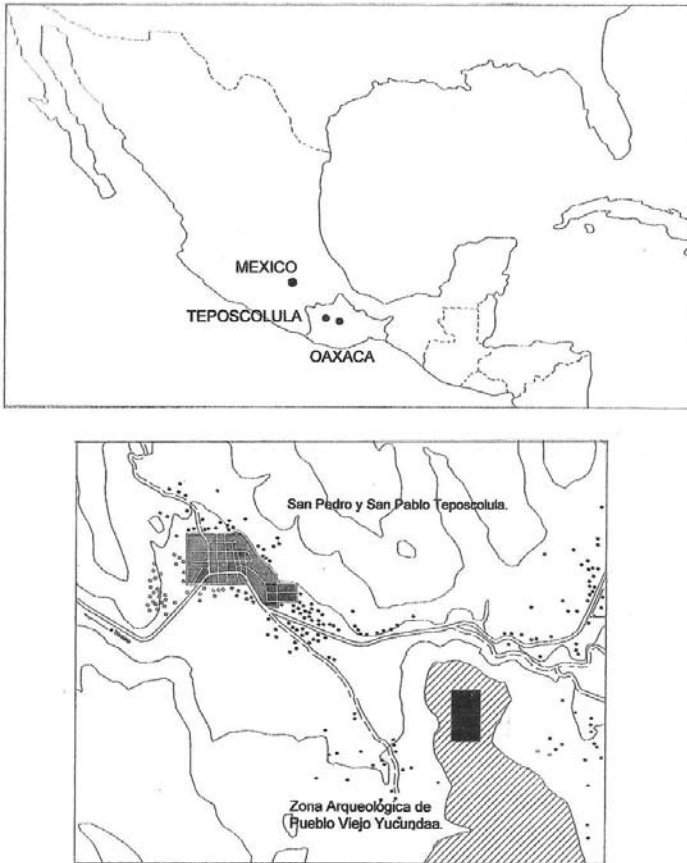 MEXICO
TEPOSCOLULA
OAXACA
San Pedro y San Pablo Teposcolula.
Zona Arqueológica de
Pueblo Viejo Yucundaa.